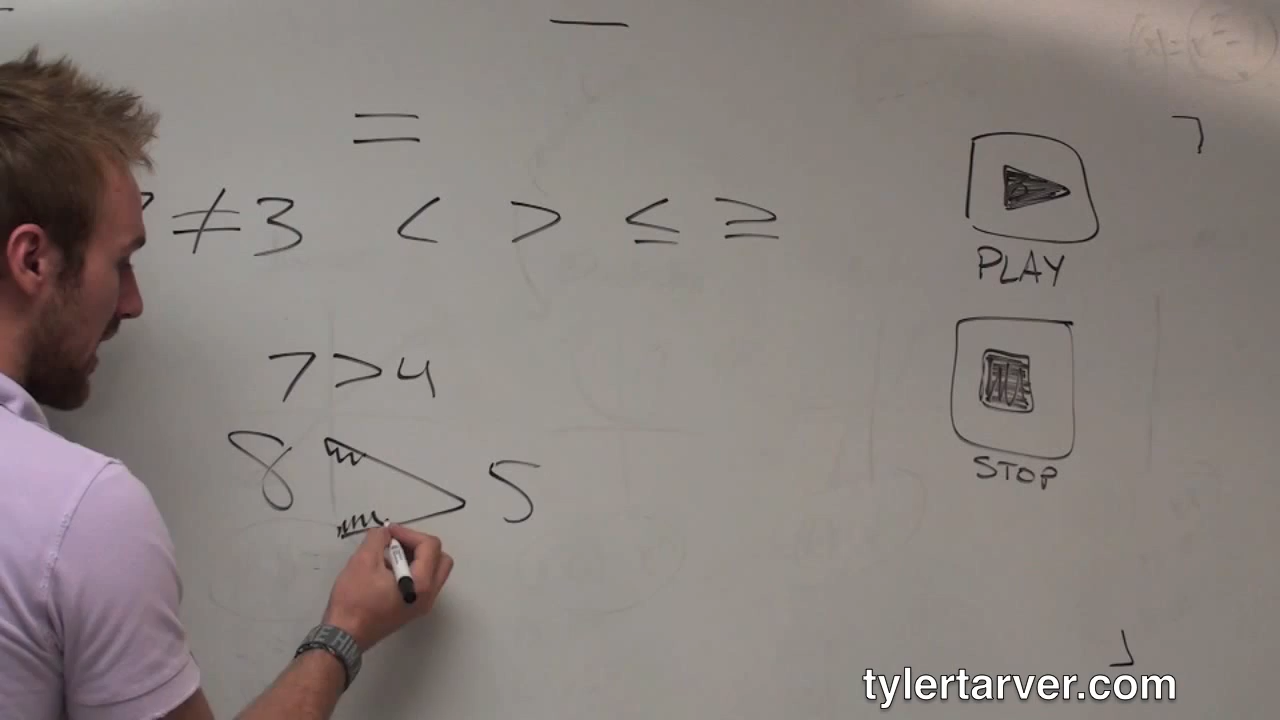 =
≠ 3 < > ≤ ≥
PLAY
7 > 4
8 > 5
STOP
tylertarver.com